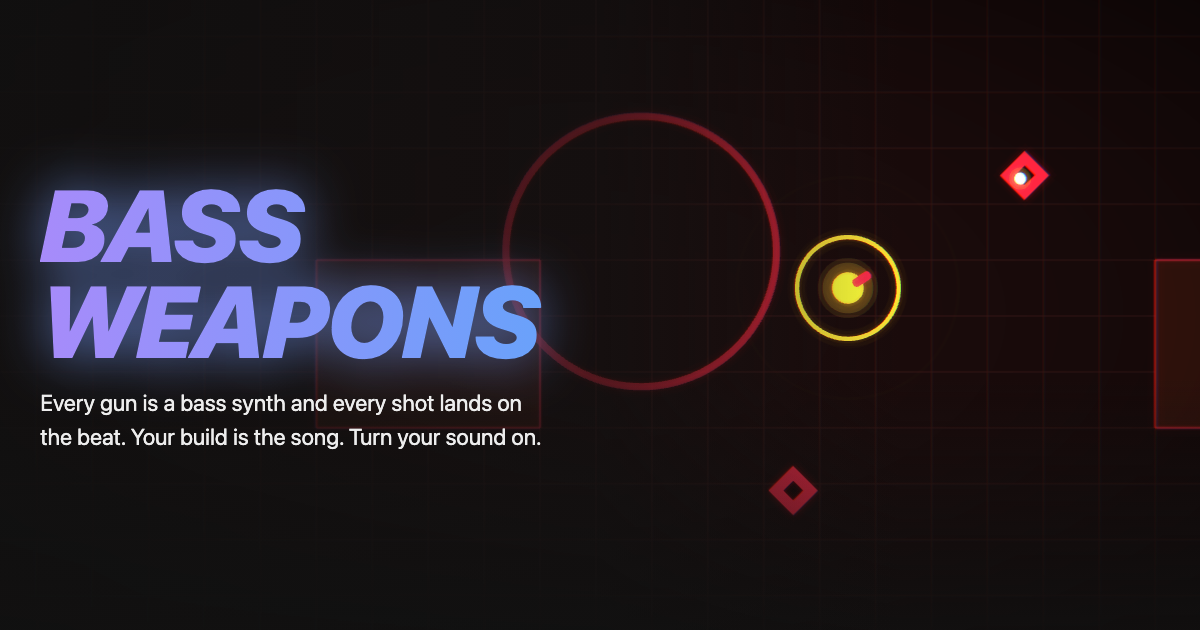 BASS
WEAPONS
Every gun is a bass synth and every shot lands on
the beat. Your build is the song. Turn your sound on.